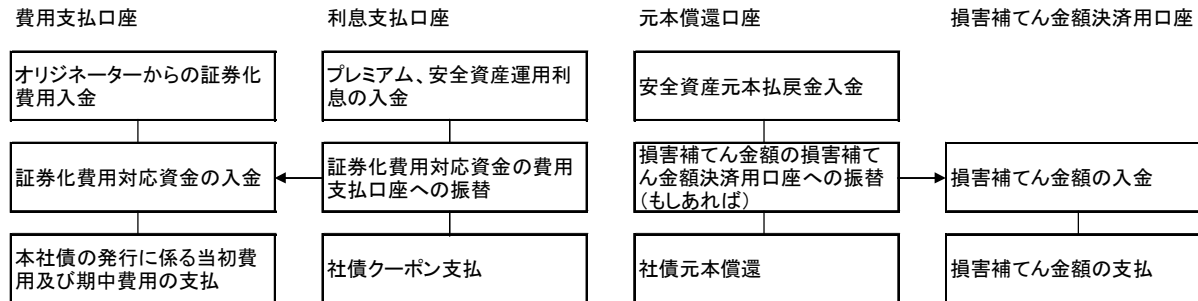 費用支払口座
利息支払口座
元本償還口座
損害補てん金額決済用口座
オリジネーターからの証券化
費用入金
プレミアム、安全資産運用利
息の入金
安全資産元本払戻金入金
証券化費用対応資金の入金
証券化費用対応資金の費用
支払口座への振替
損害補てん金額の損害補て
ん金額決済用口座への振替
(もしあれば)
損害補てん金額の入金
本社債の発行に係る当初費
用及び期中費用の支払
社債クーポン支払
社債元本償還
損害補てん金額の支払